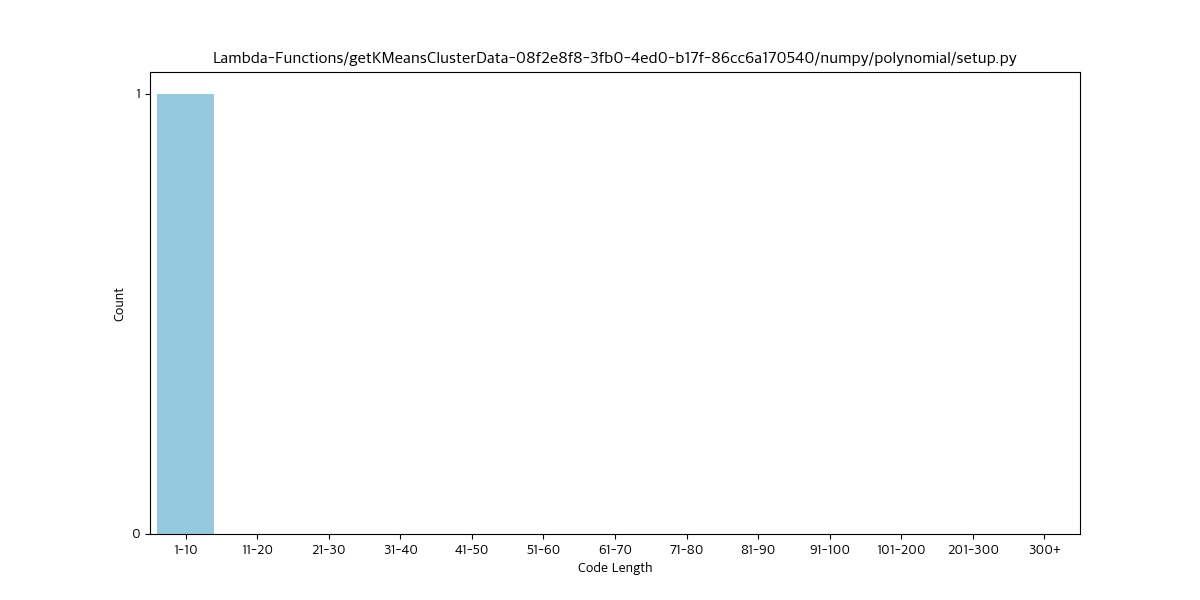 Lambda-Functions/getKMeansClusterData-08f2e8f8-3fb0-4ed0-b17f-86cc6a170540/numpy/polynomial/setup.py
1
Count
0
1-10 11-20 21-30 31-40 41-50 51-60 61-70 71-80 81-90 91-100 101-200 201-300 300+
Code Length